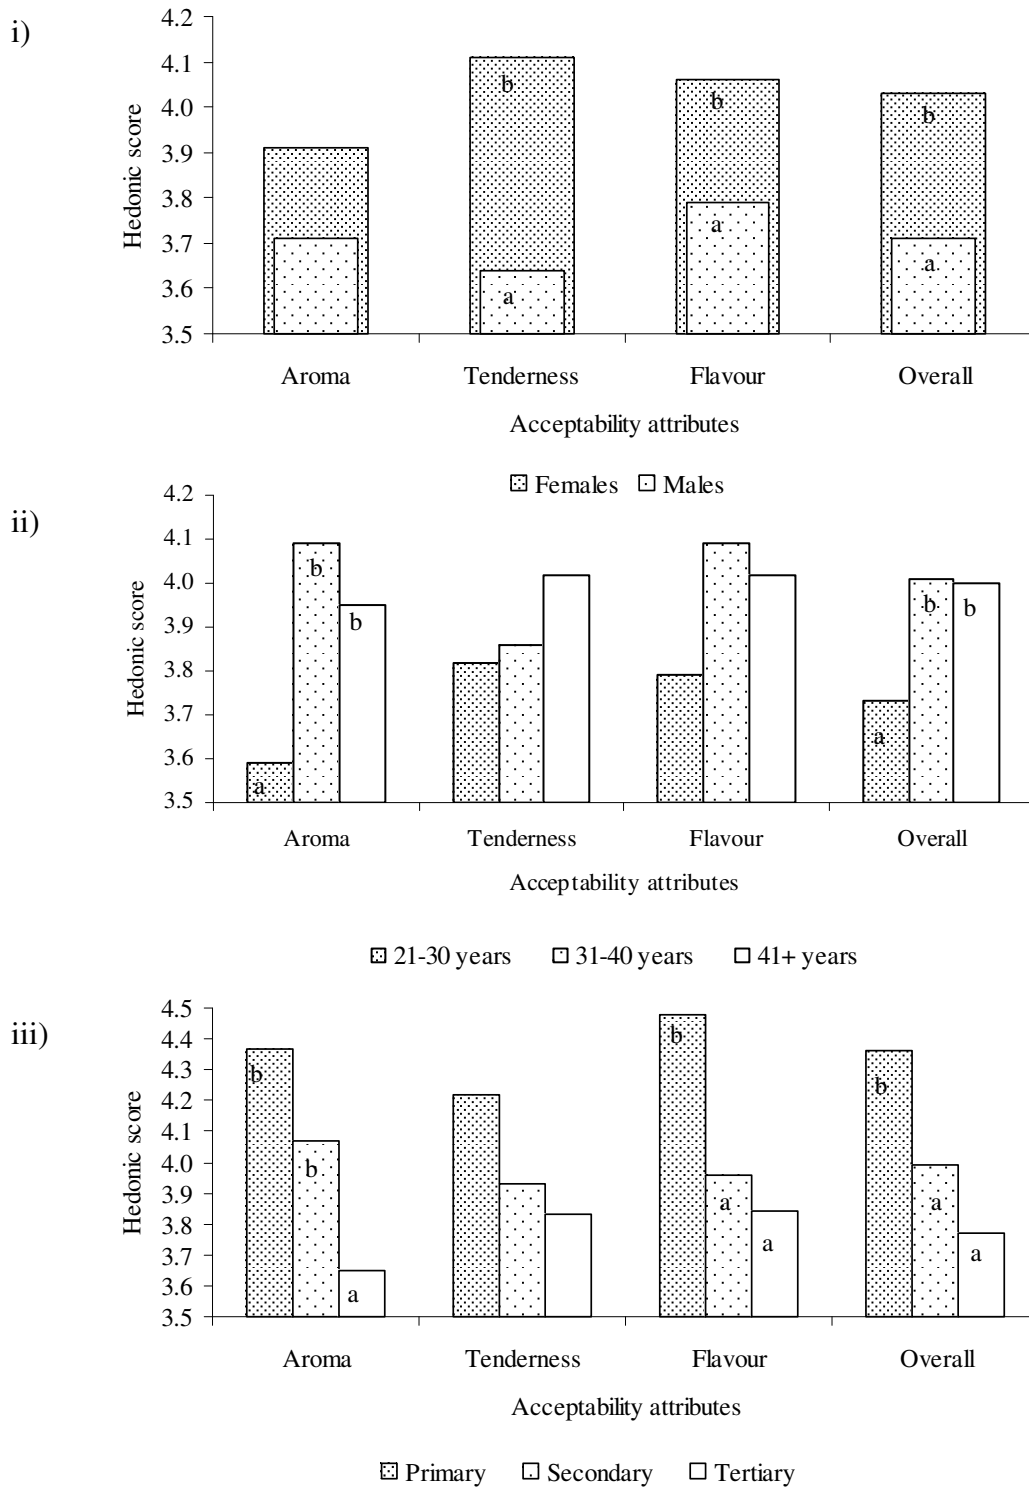 i)
4.2
4.1
4.0
3.9
3.8
3.7
3.6
3.5
Hedonic score
b
b
b
a
a
a
Aroma Tenderness Flavour Overall
Acceptability attributes
Females Males
ii)
4.2
4.1
4.0
3.9
3.8
3.7
3.6
3.5
Hedonic score
b
b
b
b
a
a
Aroma Tenderness Flavour Overall
Acceptability attributes
21-30 years 31-40 years 41+ years
iii)
4.5
4.4
4.3
4.2
4.1
4.0
3.9
3.8
3.7
3.6
3.5
Hedonic score
b
b
b
b
a
a
a
a
a
Aroma Tenderness Flavour Overall
Acceptability attributes
Primary Secondary Tertiary